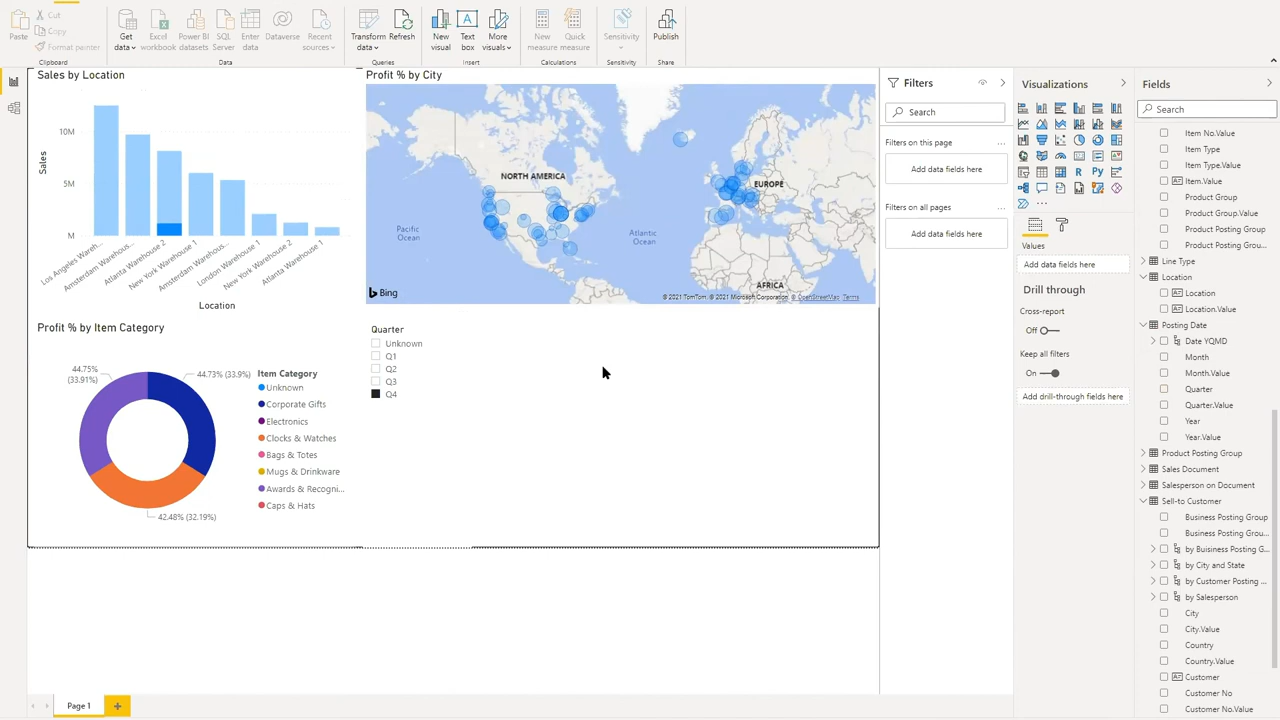 Cut
Copy
Format painter
Paste
Clipboard
Get data
Excel workbook
Power BI datasets
SQL Server
Enter data
Dataverse
Recent sources
Data
Transform data
Refresh
Queries
New visual
Text box
More visuals
Insert
New measure
Quick measure
Calculations
Sensitivity
Sensitivity
Publish
Share
Sales by Location
10M
5M
M
Sales
Los Angeles Wareh...
Amsterdam Warehous...
Atlanta Warehouse 2
New York Warehouse 1
Amsterdam Warehous...
London Warehouse 1
New York Warehouse 2
Atlanta Warehouse 1
Location
Profit % by City
NORTH AMERICA
EUROPE
Pacific
Ocean
Atlantic
Ocean
AFRICA
Bing
© 2021 TomTom, © 2021 Microsoft Corporation, © OpenStreetMap Terms
Profit % by Item Category
44.75%
(33.91%)
44.73% (33.9%)
42.48% (32.19%)
Item Category
Unknown
Corporate Gifts
Electronics
Clocks & Watches
Bags & Totes
Mugs & Drinkware
Awards & Recogni...
Caps & Hats
Quarter
Unknown
Q1
Q2
Q3
Q4
Page 1
Filters
Search
Filters on this page
...
Add data fields here
Filters on all pages
...
Add data fields here
Visualizations
R
Py
...
Values
Add data fields here
Drill through
Cross-report
Off
Keep all filters
On
Add drill-through fields here
Fields
Search
Item No.Value
Item Type
Item Type.Value
Item.Value
Product Group
Product Group.Value
Product Posting Group
Product Posting Grou...
Line Type
Location
Location
Location.Value
Posting Date
Date YQMD
Month
Month.Value
Quarter
Quarter.Value
Year
Year.Value
Product Posting Group
Sales Document
Salesperson on Document
Sell-to Customer
Business Posting Group
Business Posting Grou...
by Business Posting G...
by City and State
by Customer Posting ...
by Salesperson
City
City.Value
Country
Country.Value
Customer
Customer No
Customer No.Value